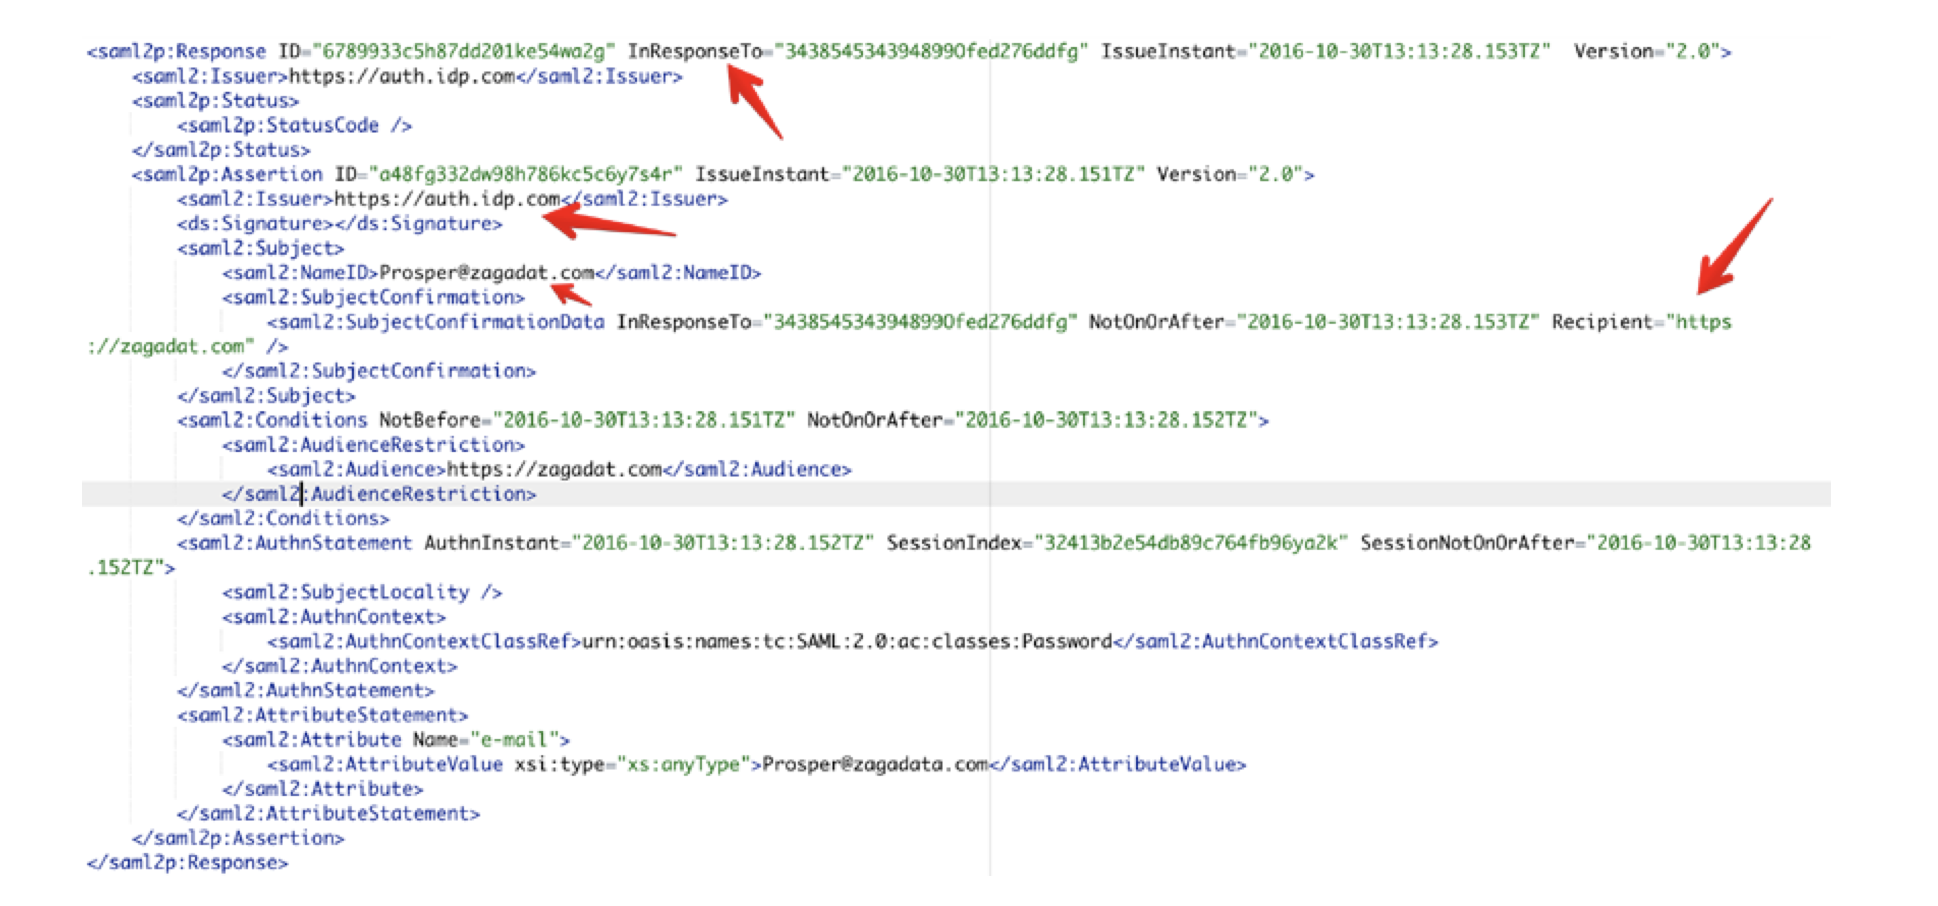 <saml2p:Response ID="6789933c5h87dd201ke54wa2g" InResponseTo="3438545343948990fed276ddfg" IssueInstant="2016-10-30T13:13:28.153TZ"  Version="2.0">
<saml2:Issuer>https://auth.idp.com</saml2:Issuer>
<saml2p:Status>
<saml2p:StatusCode />
</saml2p:Status>
<saml2p:Assertion ID="a48fg332dw98h786kc5c6y7s4r" IssueInstant="2016-10-30T13:13:28.151TZ" Version="2.0">
<saml2:Issuer>https://auth.idp.com</saml2:Issuer>
<ds:Signature></ds:Signature>
<saml2:Subject>
<saml2:NameID>Prosper@zagadat.com</saml2:NameID>
<saml2:SubjectConfirmation>
<saml2:SubjectConfirmationData InResponseTo="3438545343948990fed276ddfg" NotOnOrAfter="2016-10-30T13:13:28.153TZ" Recipient="https
://zagadat.com" />
</saml2:SubjectConfirmation>
</saml2:Subject>
<saml2:Conditions NotBefore="2016-10-30T13:13:28.151TZ" NotOnOrAfter="2016-10-30T13:13:28.152TZ">
<saml2:AudienceRestriction>
<saml2:Audience>https://zagadat.com</saml2:Audience>
</saml2:AudienceRestriction>
</saml2:Conditions>
<saml2:AuthnStatement AuthnInstant="2016-10-30T13:13:28.152TZ" SessionIndex="32413b2e54db89c764fb96ya2k" SessionNotOnOrAfter="2016-10-30T13:13:28
.152TZ">
<saml2:SubjectLocality />
<saml2:AuthnContext>
<saml2:AuthnContextClassRef>urn:oasis:names:tc:SAML:2.0:ac:classes:Password</saml2:AuthnContextClassRef>
</saml2:AuthnContext>
</saml2:AuthnStatement>
<saml2:AttributeStatement>
<saml2:Attribute Name="e-mail">
<saml2:AttributeValue xsi:type="xs:anyType">Prosper@zagadata.com</saml2:AttributeValue>
</saml2:Attribute>
</saml2:AttributeStatement>
</saml2p:Assertion>
</saml2p:Response>